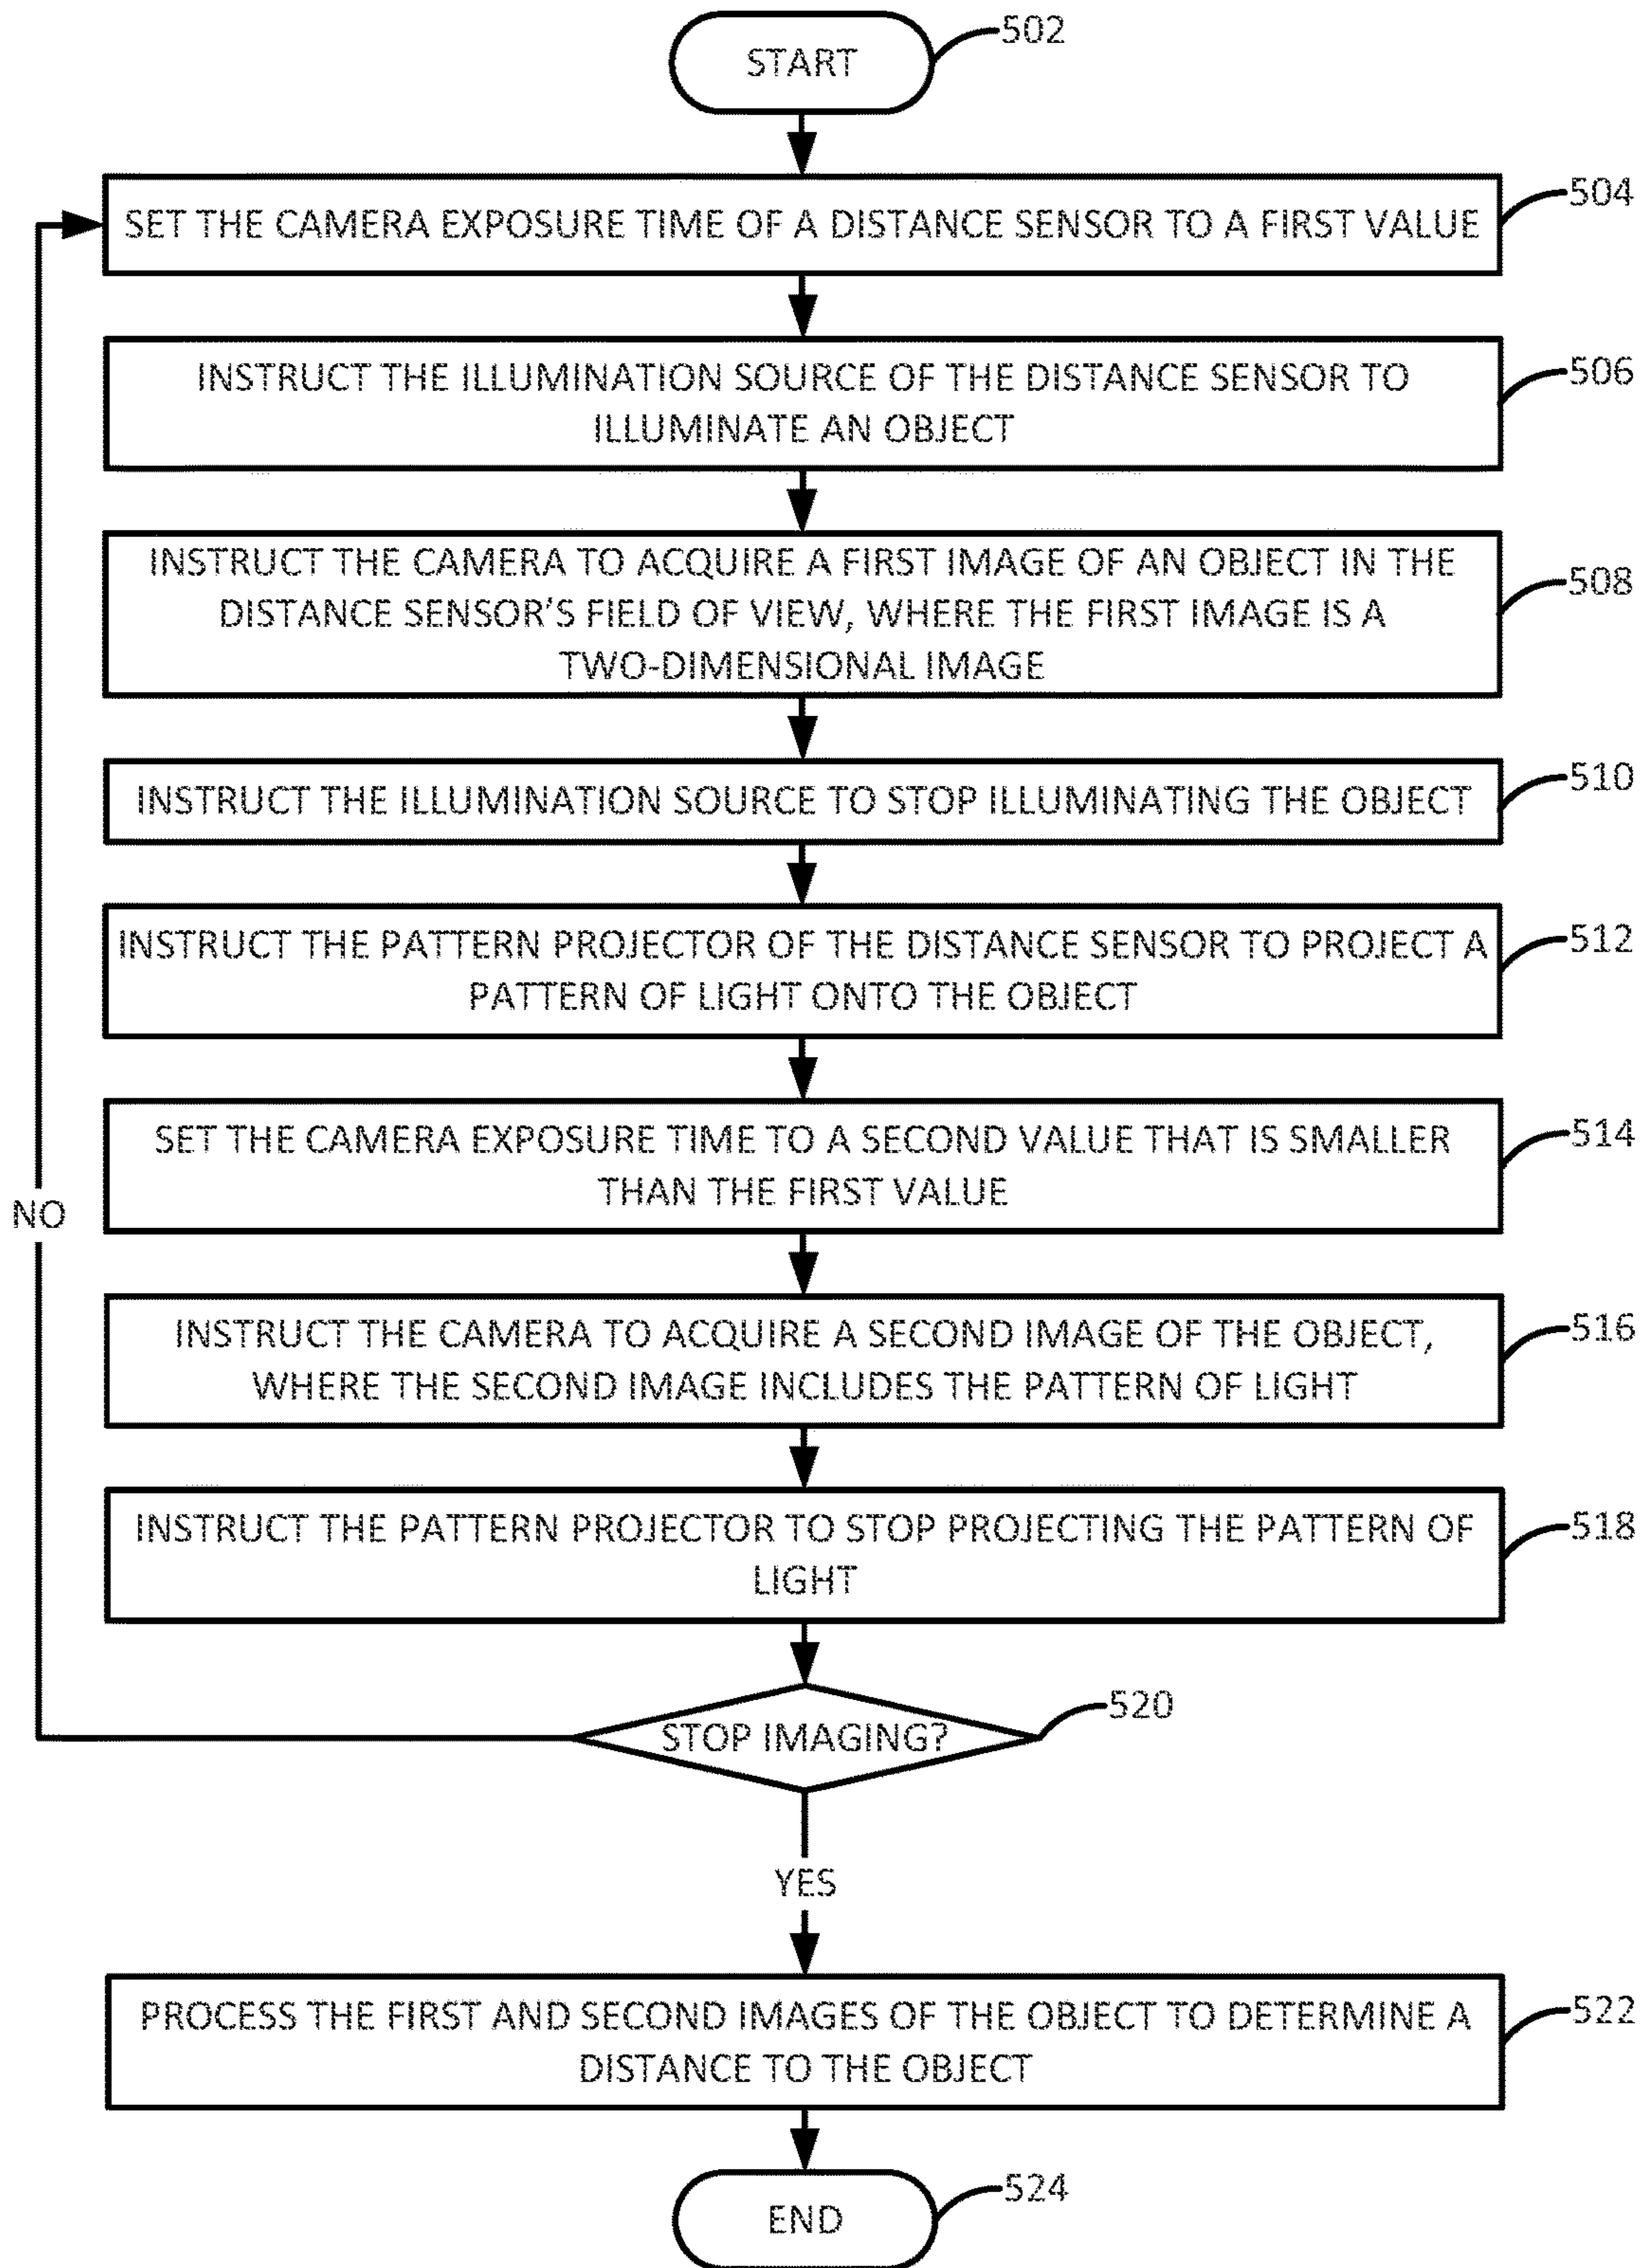 START
502
SET THE CAMERA EXPOSURE TIME OF A DISTANCE SENSOR TO A FIRST VALUE
504
INSTRUCT THE ILLUMINATION SOURCE OF THE DISTANCE SENSOR TO
ILLUMINATE AN OBJECT
506
INSTRUCT THE CAMERA TO ACQUIRE A FIRST IMAGE OF AN OBJECT IN THE
DISTANCE SENSOR'S FIELD OF VIEW, WHERE THE FIRST IMAGE IS A
TWO-DIMENSIONAL IMAGE
508
INSTRUCT THE ILLUMINATION SOURCE TO STOP ILLUMINATING THE OBJECT
510
INSTRUCT THE PATTERN PROJECTOR OF THE DISTANCE SENSOR TO PROJECT A
PATTERN OF LIGHT ONTO THE OBJECT
512
SET THE CAMERA EXPOSURE TIME TO A SECOND VALUE THAT IS SMALLER
THAN THE FIRST VALUE
514
NO
INSTRUCT THE CAMERA TO ACQUIRE A SECOND IMAGE OF THE OBJECT,
WHERE THE SECOND IMAGE INCLUDES THE PATTERN OF LIGHT
516
INSTRUCT THE PATTERN PROJECTOR TO STOP PROJECTING THE PATTERN OF
LIGHT
518
STOP IMAGING?
520
YES
PROCESS THE FIRST AND SECOND IMAGES OF THE OBJECT TO DETERMINE A
DISTANCE TO THE OBJECT
522
END
524